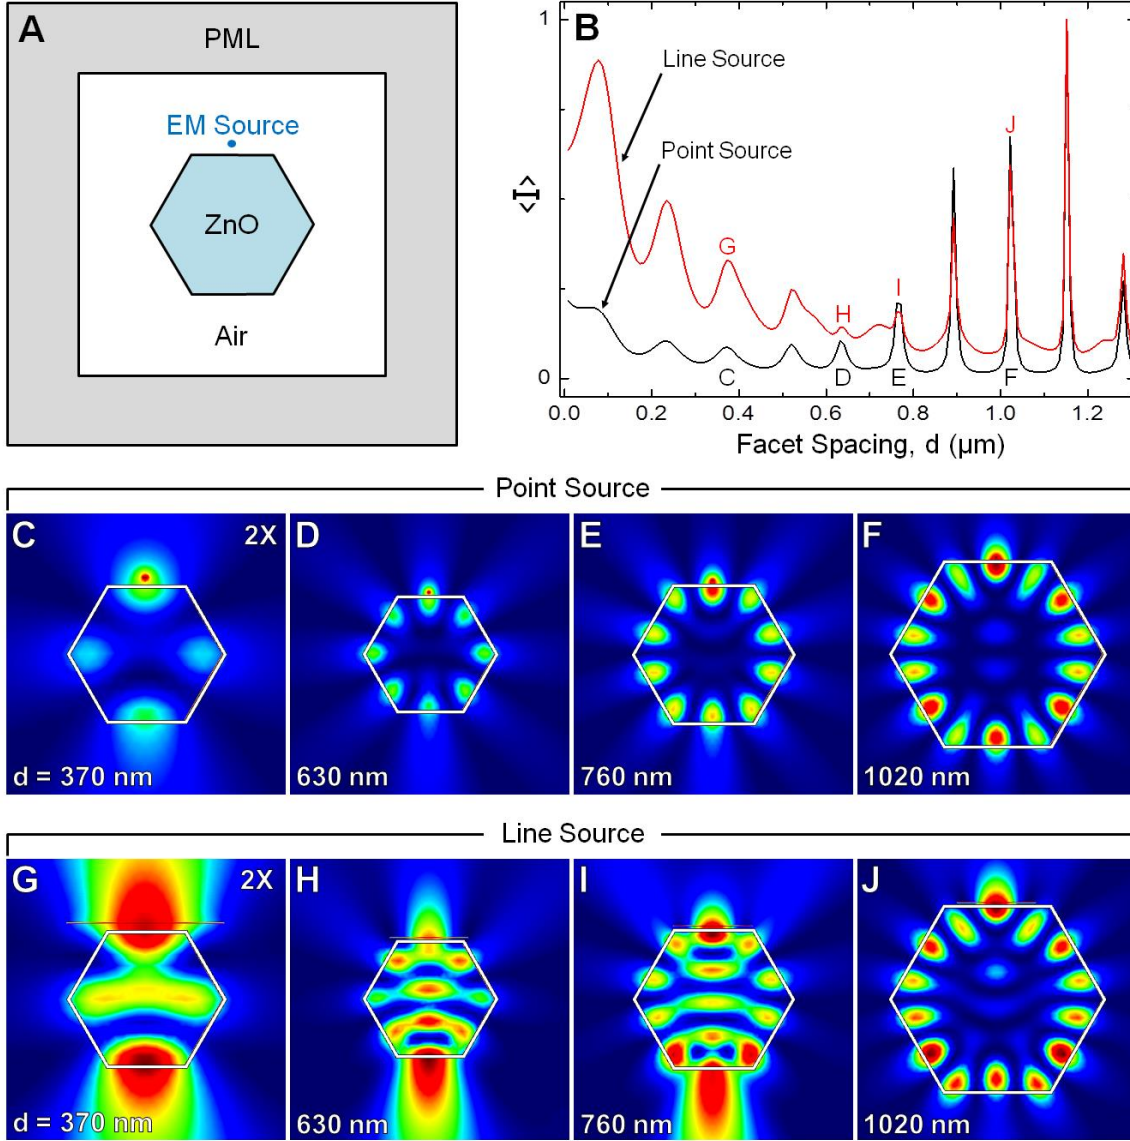 A
PML
EM Source
ZnO
Air
B
Line Source
Point Source
<I>
1
0
G
H
I
J
C
D
E
F
0.0 0.2 0.4 0.6 0.8 1.0 1.2
Facet Spacing, d (μm)
Point Source
C 2X
d = 370 nm
D
630 nm
E
760 nm
F
1020 nm
Line Source
G 2X
d = 370 nm
H
630 nm
I
760 nm
J
1020 nm